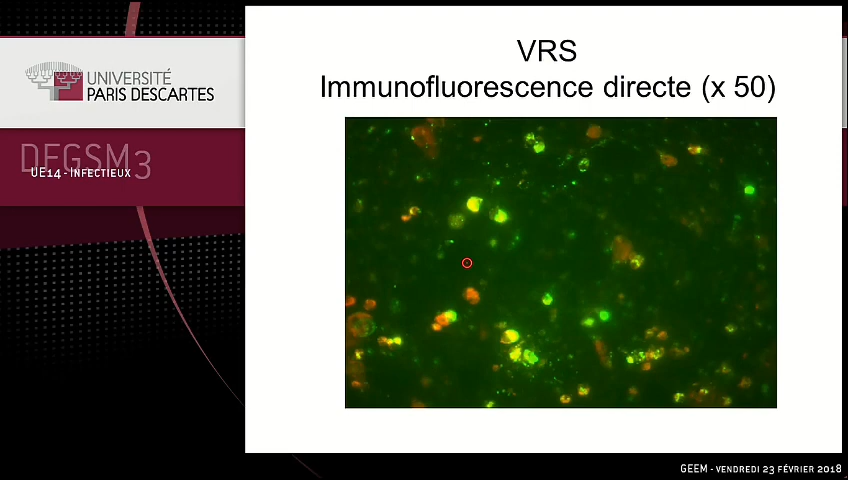 UNIVERSITÉ
PARIS DESCARTES
DFGSM3
UE14 - INFECTIEUX
VRS
Immunofluorescence directe (x 50)
GEEM - VENDREDI 23 FÉVRIER 2018